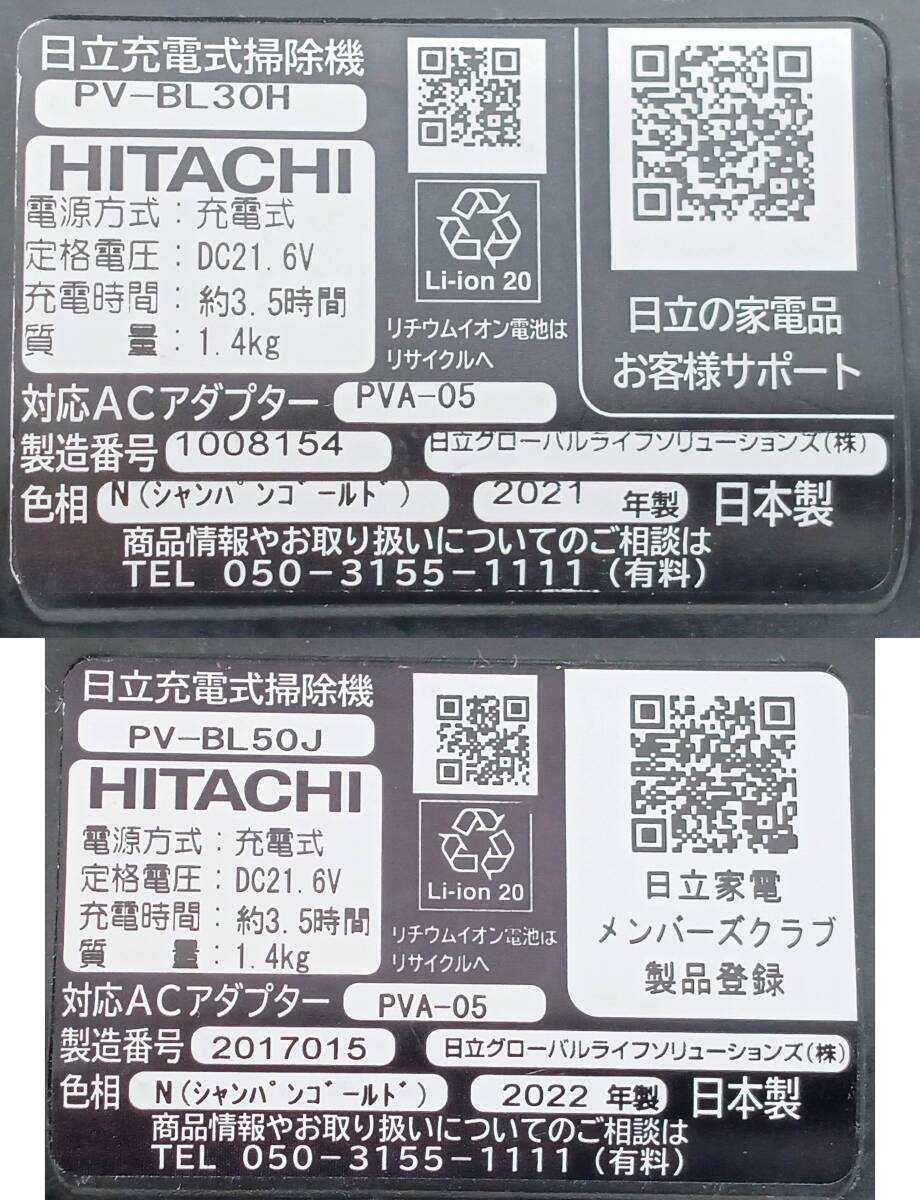 日立充電式掃除機
PV-BL30H
HITACHI
電源方式：充電式
定格電圧：DC21.6V
充電時間：約3.5時間
質　　量：1.4kg
Li-ion 20
リチウムイオン電池は
リサイクルへ
日立の家電品
お客様サポート
対応ACアダプター PVA-05
製造番号 1008154 日立グローバルライフソリューションズ(株)
色相 N(シャンパンゴールド) 2021 年製 日本製
商品情報やお取り扱いについてのご相談は
TEL 050-3155-1111（有料）
日立充電式掃除機
PV-BL50J
HITACHI
電源方式：充電式
定格電圧：DC21.6V
充電時間：約3.5時間
質　　量：1.4kg
Li-ion 20
リチウムイオン電池は
リサイクルへ
日立家電
メンバーズクラブ
製品登録
対応ACアダプター PVA-05
製造番号 2017015 日立グローバルライフソリューションズ(株)
色相 N(シャンパンゴールド) 2022 年製 日本製
商品情報やお取り扱いについてのご相談は
TEL 050-3155-1111（有料）